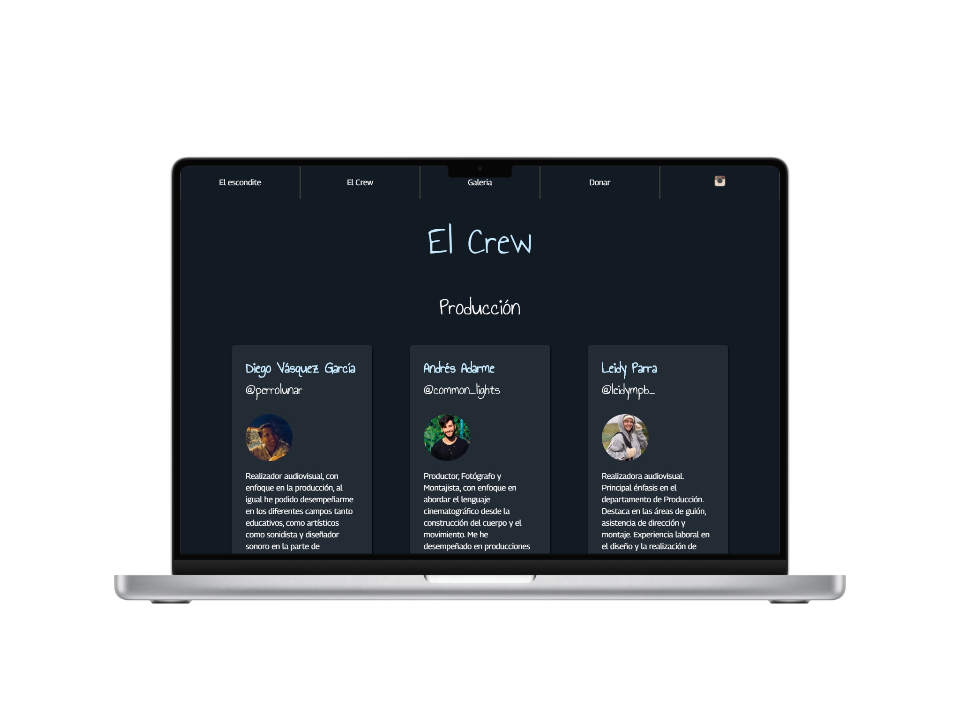 El escondite
El Crew
Galeria
Donar
El Crew
Producción
Diego Vásquez García
@perrolunar
Realizador audiovisual, con
enfoque en la producción, al
igual he podido desempeñarme
en los diferentes campos tanto
educativos, como artísticos
como sonidista y diseñador
sonoro en la parte de
Andrés Adarme
@common_lights
Productor, Fotógrafo y
Montajista, con enfoque en
abordar el lenguaje
cinematográfico desde la
construcción del cuerpo y el
movimiento. Me he
desempeñado en producciones
Leidy Parra
@leidympb_
Realizadora audiovisual.
Principal énfasis en el
departamento de Producción.
Destaca en las áreas de guión,
asistencia de dirección y
montaje. Experiencia laboral en
el diseño y la realización de